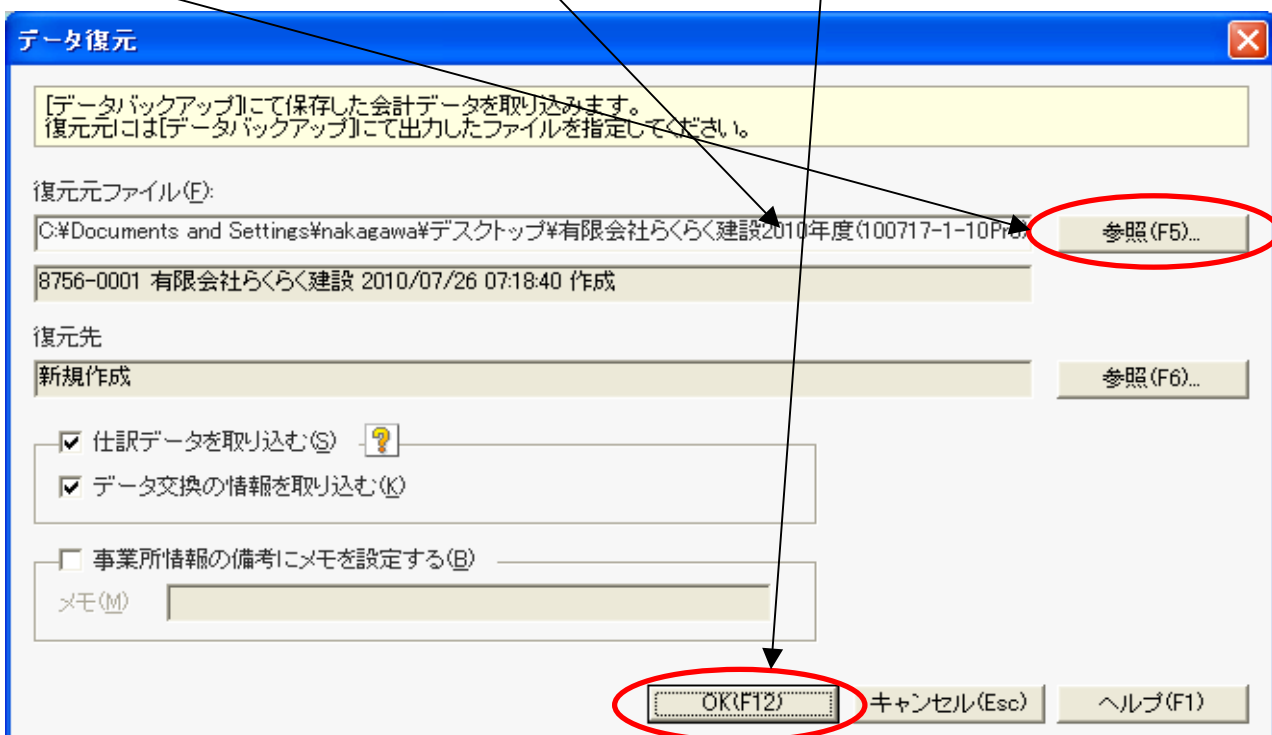 データ復元
[データバックアップ]にて保存した会計データを取り込みます。
復元元には[データバックアップ]にて出力したファイルを指定してください。
復元元ファイル(F):
C:¥Documents and Settings¥nakagawa¥デスクトップ¥有限会社らくらく建設2010年度(100717-1-10Pro)
参照(F5)...
8756-0001 有限会社らくらく建設 2010/07/26 07:18:40 作成
復元先
新規作成
参照(F6)...
仕訳データを取り込む(S)
データ交換の情報を取り込む(K)
事業所情報の備考にメモを設定する(B)
メモ(M)
OK(F12)
キャンセル(Esc)
ヘルプ(F1)